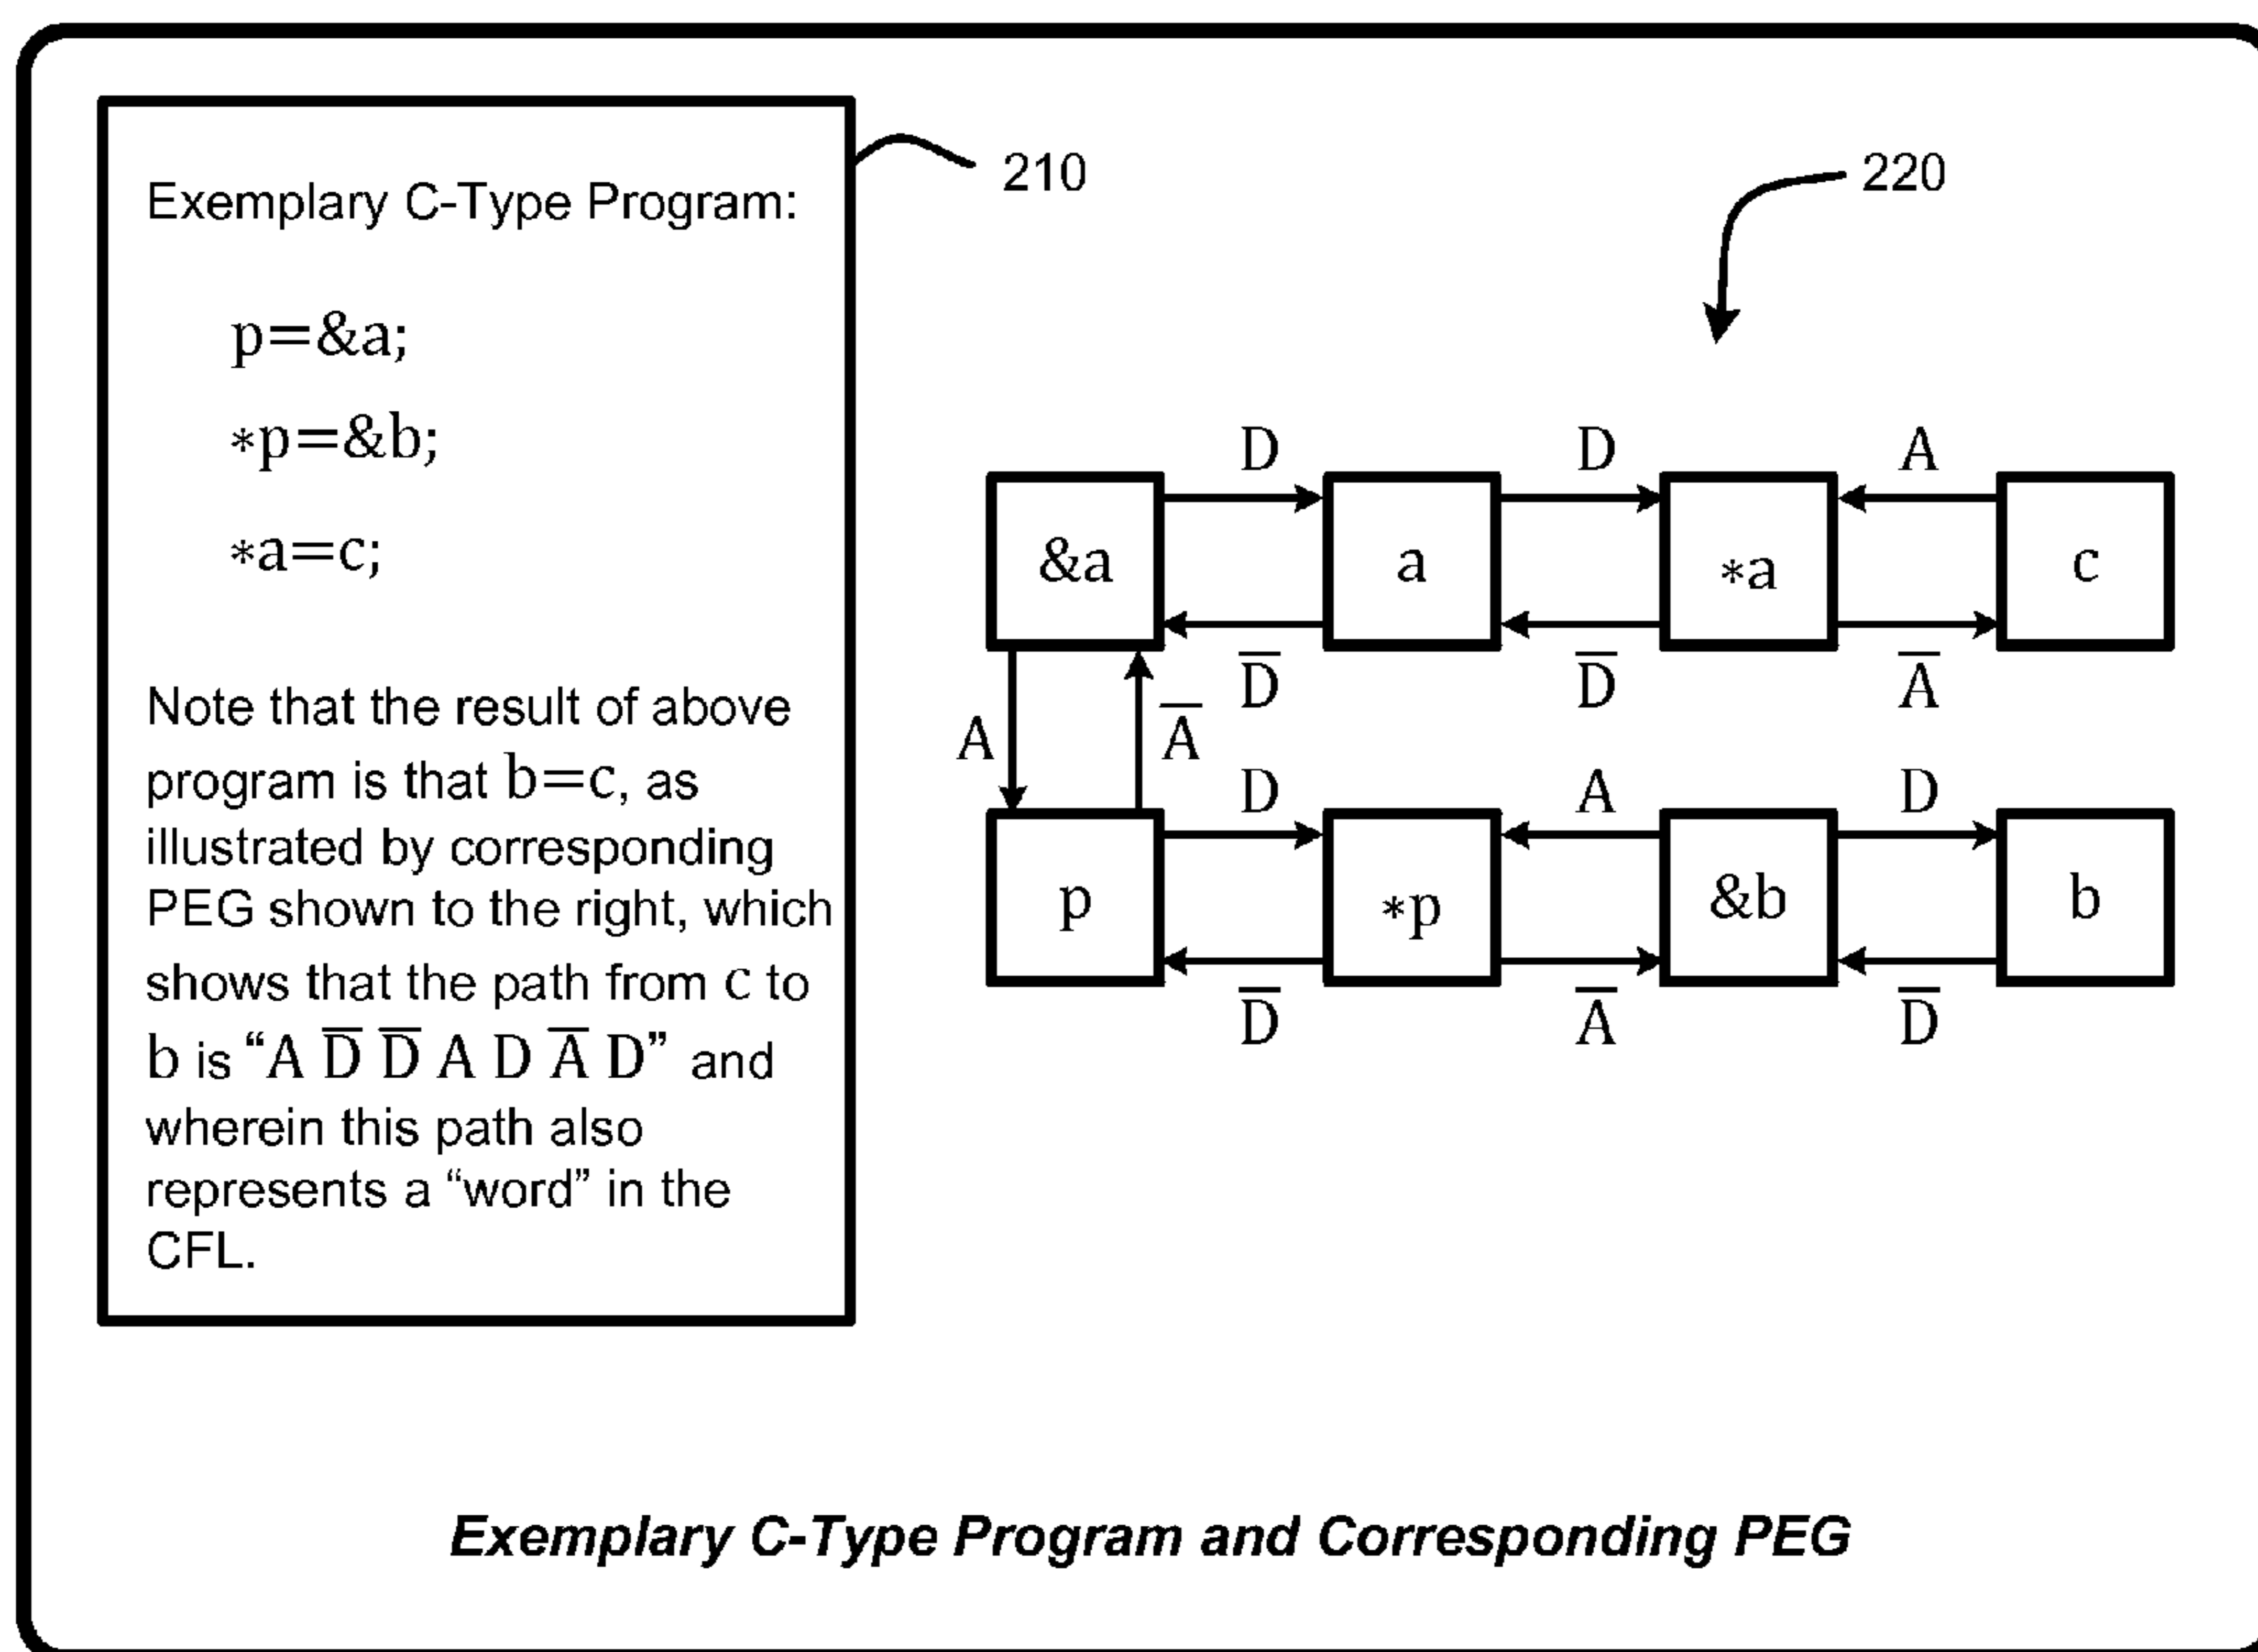 Exemplary C-Type Program:
p=&a;
*p=&b;
*a=c;
Note that the result of above
program is that b=c, as
illustrated by corresponding
PEG shown to the right, which
shows that the path from c to
b is “A D̅ D̅ A D A̅ D” and
wherein this path also
represents a “word” in the
CFL.
210
220
D D A
&a a *a c
D̅ D̅ A̅
A A̅
D A D
p *p &b b
D̅ A̅ D̅
Exemplary C-Type Program and Corresponding PEG